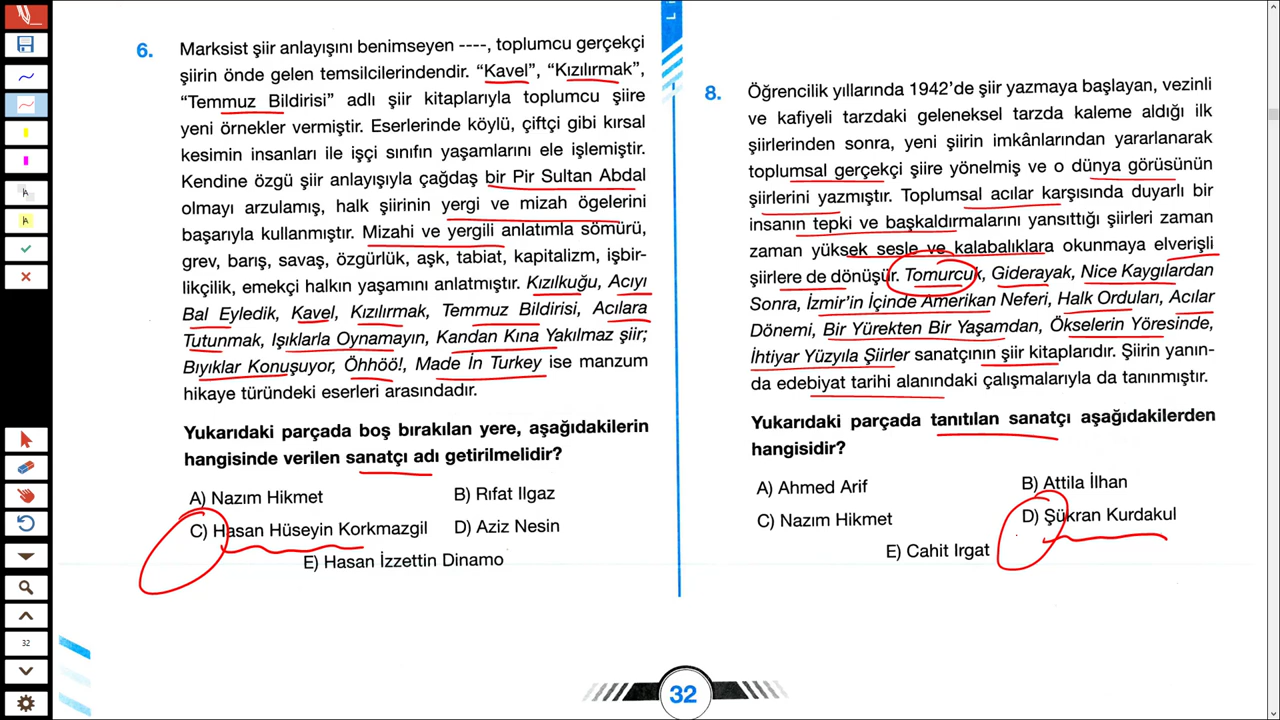 6.
Marksist şiir anlayışını benimseyen ----, toplumcu gerçekçi
şiirin önde gelen temsilcilerindendir. “Kavel”, “Kızılırmak”,
“Temmuz Bildirisi” adlı şiir kitaplarıyla toplumcu şiire
yeni örnekler vermiştir. Eserlerinde köylü, çiftçi gibi kırsal
kesimin insanları ile işçi sınıfın yaşamlarını ele işlemiştir.
Kendine özgü şiir anlayışıyla çağdaş bir Pir Sultan Abdal
olmayı arzulamış, halk şiirinin yergi ve mizah ögelerini
başarıyla kullanmıştır. Mizahi ve yergili anlatımla sömürü,
grev, barış, savaş, özgürlük, aşk, tabiat, kapitalizm, işbir-
likçilik, emekçi halkın yaşamını anlatmıştır. Kızılkuğu, Acıyı
Bal Eyledik, Kavel, Kızılırmak, Temmuz Bildirisi, Acılara
Tutunmak, Işıklarla Oynamayın, Kandan Kına Yakılmaz şiir;
Bıyıklar Konuşuyor, Öhhöö!, Made İn Turkey ise manzum
hikaye türündeki eserleri arasındadır.
Yukarıdaki parçada boş bırakılan yere, aşağıdakilerin
hangisinde verilen sanatçı adı getirilmelidir?
A) Nazım Hikmet
B) Rıfat Ilgaz
C) Hasan Hüseyin Korkmazgil
D) Aziz Nesin
E) Hasan İzzettin Dinamo
8.
Öğrencilik yıllarında 1942’de şiir yazmaya başlayan, vezinli
ve kafiyeli tarzdaki geleneksel tarzda kaleme aldığı ilk
şiirlerinden sonra, yeni şiirin imkânlarından yararlanarak
toplumsal gerçekçi şiire yönelmiş ve o dünya görüsünün
şiirlerini yazmıştır. Toplumsal acılar karşısında duyarlı bir
insanın tepki ve başkaldırmalarını yansıttığı şiirleri zaman
zaman yüksek sesle ve kalabalıklara okunmaya elverişli
şiirlere de dönüşür. Tomurcuk, Giderayak, Nice Kaygılardan
Sonra, İzmir’in İçinde Amerikan Neferi, Halk Orduları, Acılar
Dönemi, Bir Yürekten Bir Yaşamdan, Ökselerin Yöresinde,
İhtiyar Yüzyıla Şiirler sanatçının şiir kitaplarıdır. Şiirin yanın-
da edebiyat tarihi alanındaki çalışmalarıyla da tanınmıştır.
Yukarıdaki parçada tanıtılan sanatçı aşağıdakilerden
hangisidir?
A) Ahmed Arif
B) Attila İlhan
C) Nazım Hikmet
D) Şükran Kurdakul
E) Cahit Irgat
32
32